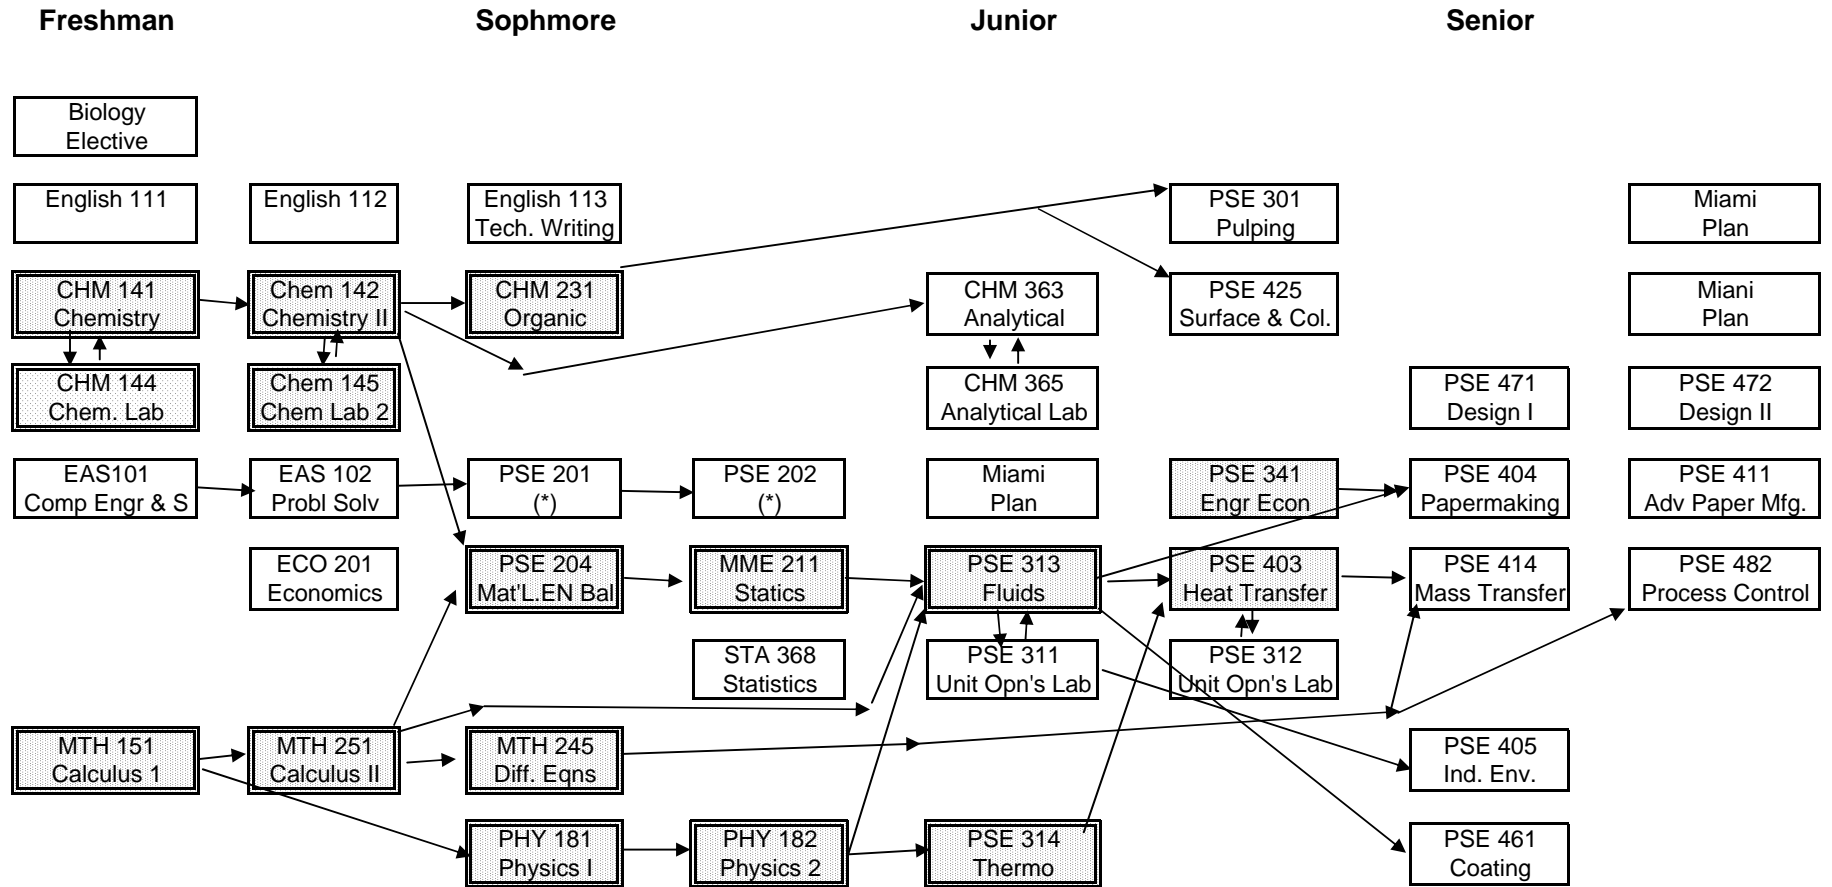 Freshman Sophmore Junior Senior
Biology
Elective
English 111 English 112 English 113 PSE 301 Miami
Tech. Writing Pulping Plan
CHM 141 Chem 142 CHM 231 CHM 363 PSE 425 Miani
Chemistry Chemistry II Organic Analytical Surface & Col. Plan
CHM 144 Chem 145 CHM 365 PSE 471 PSE 472
Chem. Lab Chem Lab 2 Analytical Lab Design I Design II
EAS101 EAS 102 PSE 201 PSE 202 Miami PSE 341 PSE 404 PSE 411
Comp Engr & S Probl Solv (*) (*) Plan Engr Econ Papermaking Adv Paper Mfg.
ECO 201 PSE 204 MME 211 PSE 313 PSE 403 PSE 414 PSE 482
Economics Mat'L.EN Bal Statics Fluids Heat Transfer Mass Transfer Process Control
STA 368 PSE 311 PSE 312
Statistics Unit Opn's Lab Unit Opn's Lab
MTH 151 MTH 251 MTH 245 PSE 405
Calculus 1 Calculus II Diff. Eqns Ind. Env.
PHY 181 PHY 182 PSE 314 PSE 461
Physics I Physics 2 Thermo Coating